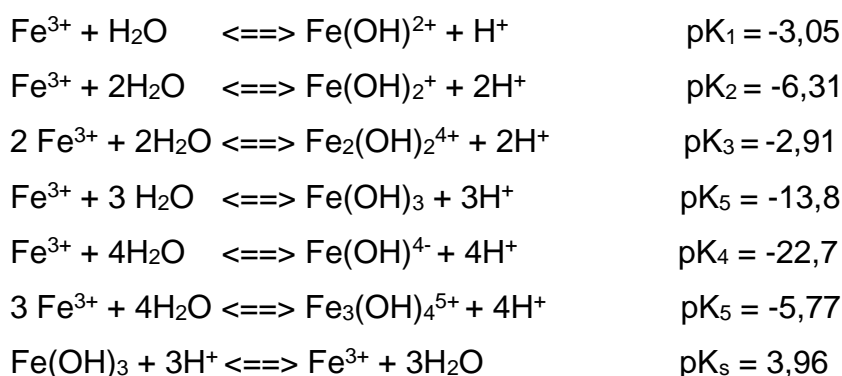 Fe³⁺ + H₂O <==> Fe(OH)²⁺ + H⁺ pK₁ = -3,05
Fe³⁺ + 2H₂O <==> Fe(OH)₂⁺ + 2H⁺ pK₂ = -6,31
2 Fe³⁺ + 2H₂O <==> Fe₂(OH)₂⁴⁺ + 2H⁺ pK₃ = -2,91
Fe³⁺ + 3 H₂O <==> Fe(OH)₃ + 3H⁺ pK₅ = -13,8
Fe³⁺ + 4H₂O <==> Fe(OH)⁴⁻ + 4H⁺ pK₄ = -22,7
3 Fe³⁺ + 4H₂O <==> Fe₃(OH)₄⁵⁺ + 4H⁺ pK₅ = -5,77
Fe(OH)₃ + 3H⁺ <==> Fe³⁺ + 3H₂O pKₛ = 3,96